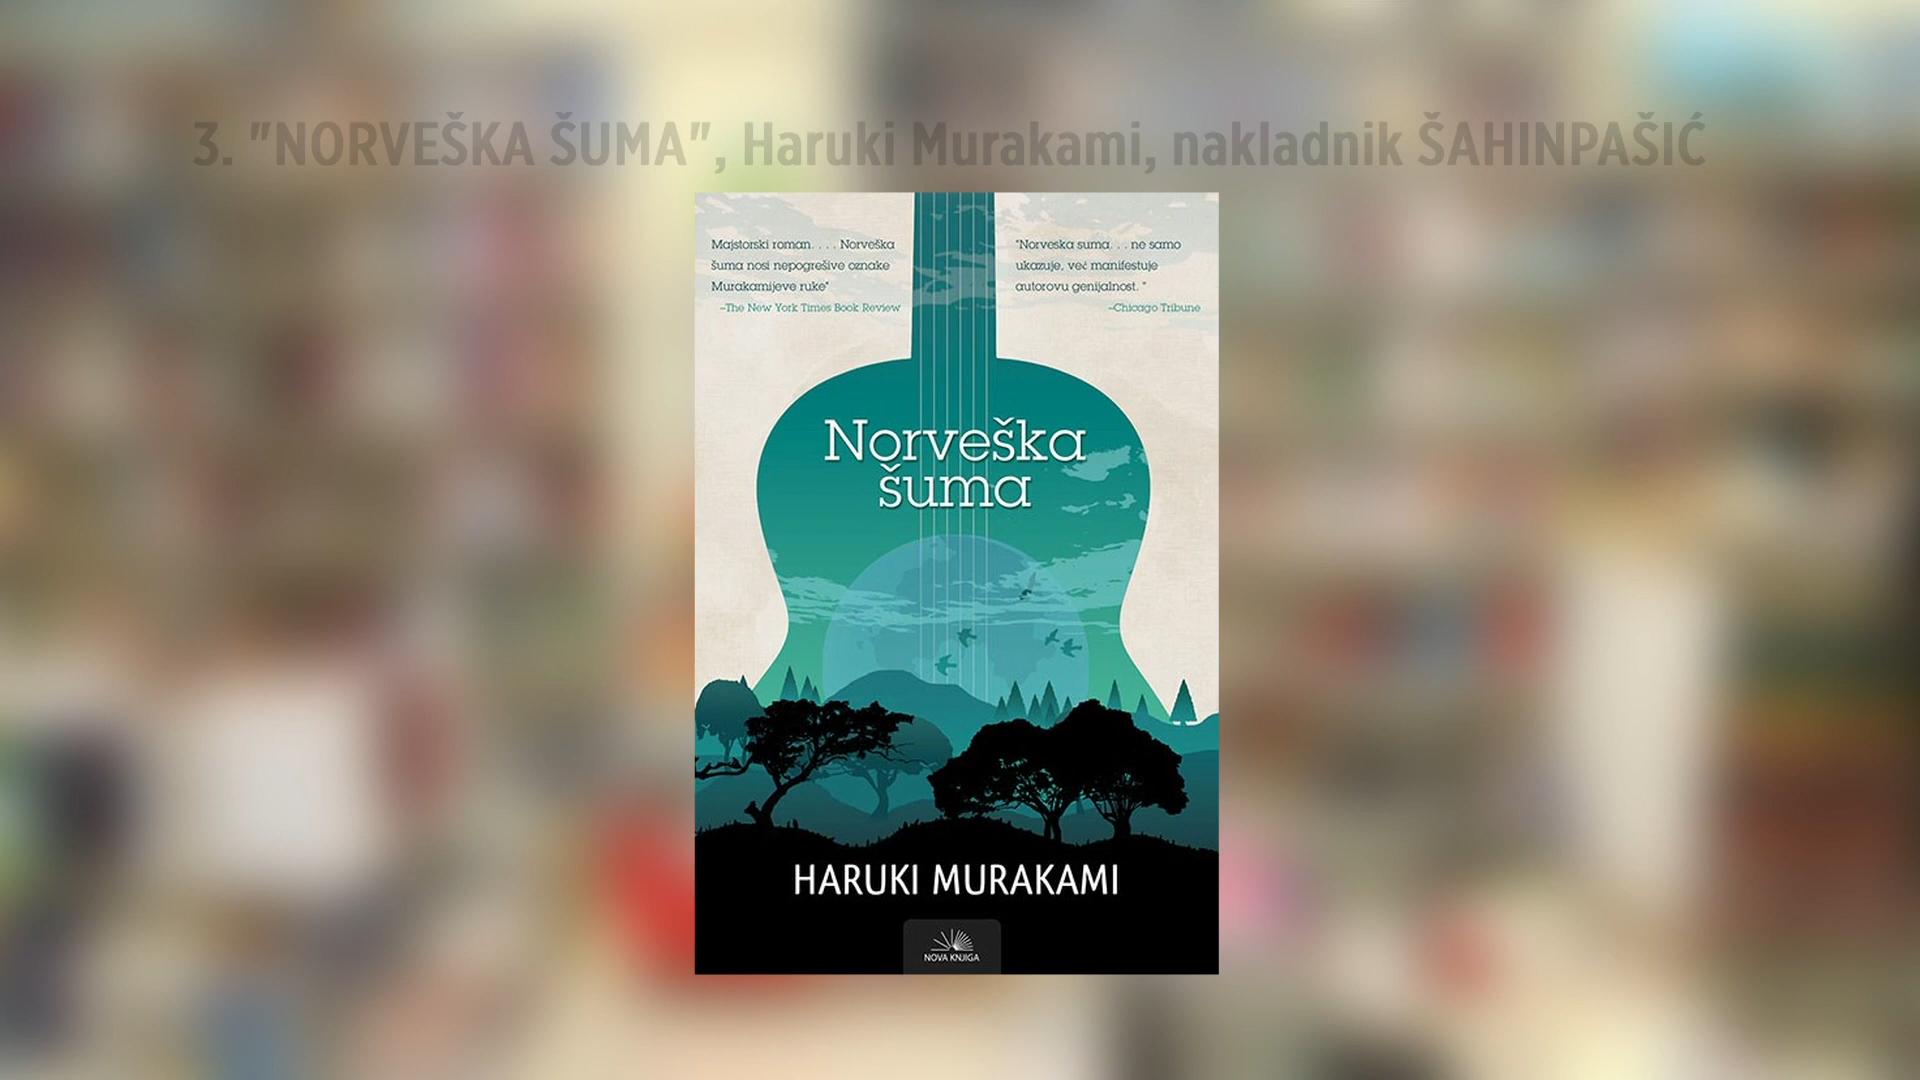 3. "NORVEŠKA ŠUMA", Haruki Murakami, nakladnik ŠAHINPAŠIĆ
Majstorski roman. . . . Norveška
šuma nosi nepogrešive oznake
Murakamijeve ruke"
–The New York Times Book Review
"Norveska suma. . . ne samo
ukazuje, već manifestuje
autorovu genijalnost. "
–Chicago Tribune
Norveška
šuma
HARUKI MURAKAMI
NOVA KNJIGA